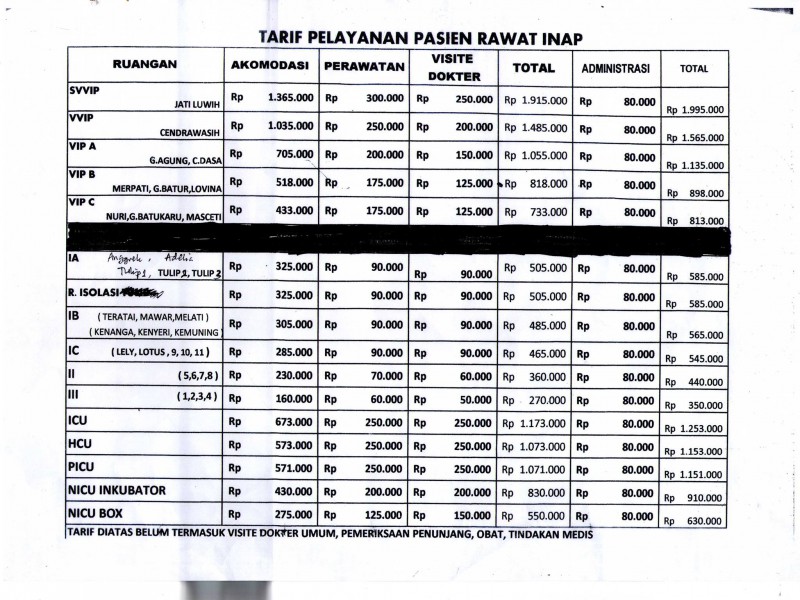 TARIF PELAYANAN PASIEN RAWAT INAP
RUANGAN AKOMODASI PERAWATAN VISITE DOKTER TOTAL ADMINISTRASI TOTAL
SVVIP JATI LUWIH Rp 1.365.000 Rp 300.000 Rp 250.000 Rp 1.915.000 Rp 80.000 Rp 1.995.000
VVIP CENDRAWASIH Rp 1.035.000 Rp 250.000 Rp 200.000 Rp 1.485.000 Rp 80.000 Rp 1.565.000
VIP A G.AGUNG, C.DASA Rp 705.000 Rp 200.000 Rp 150.000 Rp 1.055.000 Rp 80.000 Rp 1.135.000
VIP B MERPATI, G.BATUR,LOVINA Rp 518.000 Rp 175.000 Rp 125.000 Rp 818.000 Rp 80.000 Rp 898.000
VIP C NURI,G.BATUKARU, MASCETI Rp 433.000 Rp 175.000 Rp 125.000 Rp 733.000 Rp 80.000 Rp 813.000
IA Anggrek, Tulip1, TULIP 1, TULIP 2 Rp 325.000 Rp 90.000 Rp 90.000 Rp 505.000 Rp 80.000 Rp 585.000
R. ISOLASI Rp 325.000 Rp 90.000 Rp 90.000 Rp 505.000 Rp 80.000 Rp 585.000
IB ( TERATAI, MAWAR,MELATI )
( KENANGA, KENYERI, KEMUNING ) Rp 305.000 Rp 90.000 Rp 90.000 Rp 485.000 Rp 80.000 Rp 565.000
IC ( LELY, LOTUS , 9, 10, 11 ) Rp 285.000 Rp 90.000 Rp 90.000 Rp 465.000 Rp 80.000 Rp 545.000
II (5,6,7,8 ) Rp 230.000 Rp 70.000 Rp 60.000 Rp 360.000 Rp 80.000 Rp 440.000
III (1,2,3,4 ) Rp 160.000 Rp 60.000 Rp 50.000 Rp 270.000 Rp 80.000 Rp 350.000
ICU Rp 673.000 Rp 250.000 Rp 250.000 Rp 1.173.000 Rp 80.000 Rp 1.253.000
HCU Rp 573.000 Rp 250.000 Rp 250.000 Rp 1.073.000 Rp 80.000 Rp 1.153.000
PICU Rp 571.000 Rp 250.000 Rp 250.000 Rp 1.071.000 Rp 80.000 Rp 1.151.000
NICU INKUBATOR Rp 430.000 Rp 200.000 Rp 200.000 Rp 830.000 Rp 80.000 Rp 910.000
NICU BOX Rp 275.000 Rp 125.000 Rp 150.000 Rp 550.000 Rp 80.000 Rp 630.000
TARIF DIATAS BELUM TERMASUK VISITE DOKTER UMUM, PEMERIKSAAN PENUNJANG, OBAT, TINDAKAN MEDIS